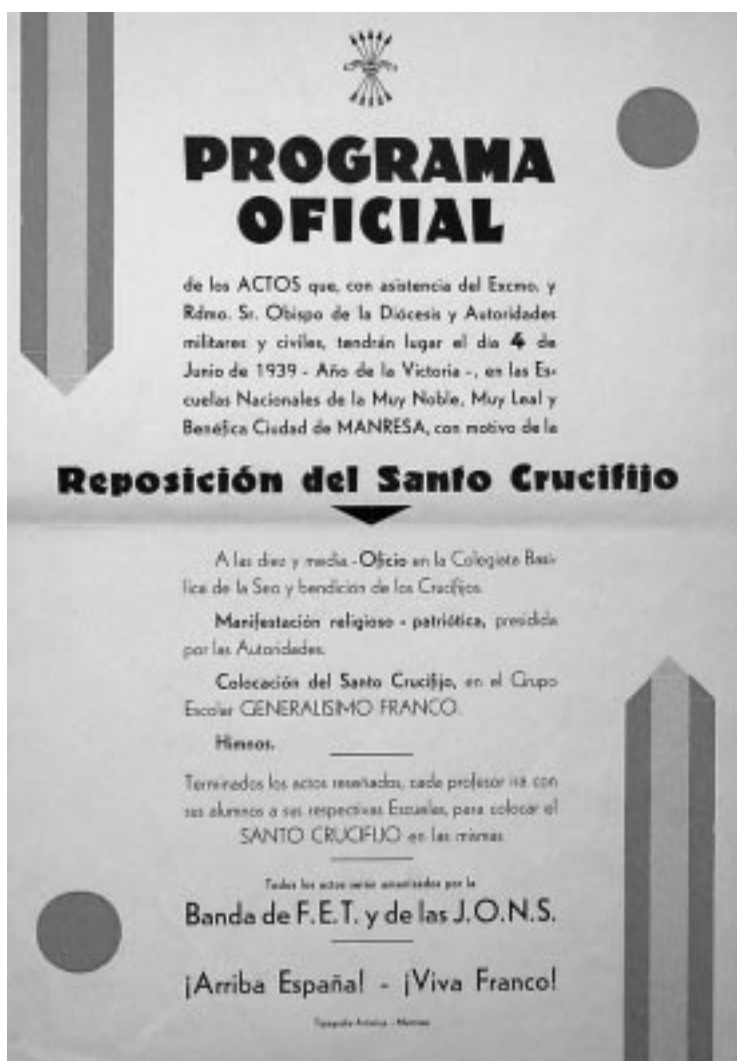 PROGRAMA
OFICIAL
de los ACTOS que, con asistencia del Excmo. y
Rdmo. Sr. Obispo de la Diócesis y Autoridades
militares y civiles, tendrán lugar el día 4 de
Junio de 1939 - Año de la Victoria -, en las Es-
cuelas Nacionales de la Muy Noble, Muy Leal y
Benéfica Ciudad de MANRESA, con motivo de la
Reposición del Santo Crucifijo
A las diez y media.-Oficio en la Colegiata Basí-
lica de la Seo y bendición de los Crucifijos.
Manifestación religioso - patriótica, presidida
por las Autoridades.
Colocación del Santo Crucifijo, en el Grupo
Escolar GENERALISIMO FRANCO.
Himnos.
Terminados los actos reseñados, cada profesor irá con
sus alumnos a sus respectivas Escuelas, para colocar el
SANTO CRUCIFIJO en las mismas
Todos los actos serán amenizados por la
Banda de F.E.T. y de las J.O.N.S.
¡Arriba España! - ¡Viva Franco!
Tipografía Artística - Manresa